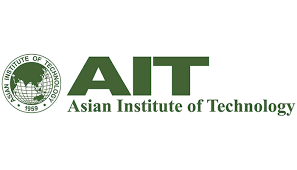 ASIAN INSTITUTE OF TECHNOLOGY
1959
AIT
Asian Institute of Technology